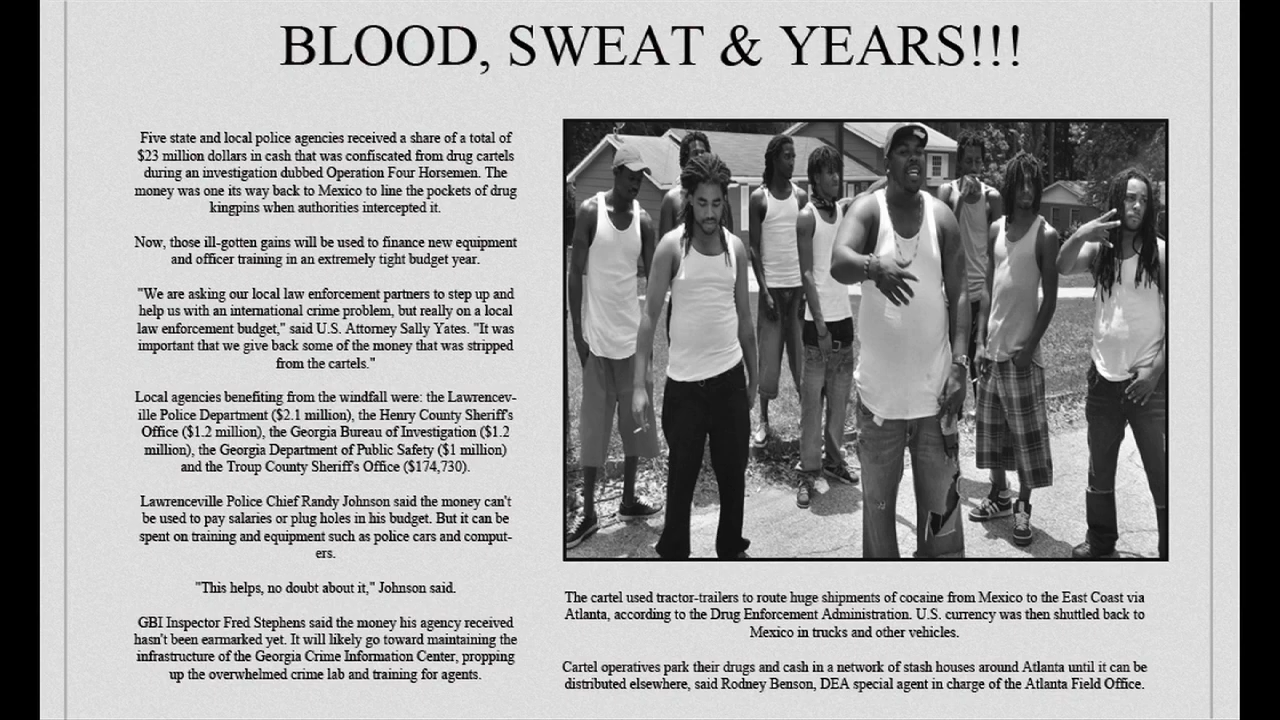 BLOOD, SWEAT & YEARS!!!
Five state and local police agencies received a share of a total of
$23 million dollars in cash that was confiscated from drug cartels
during an investigation dubbed Operation Four Horsemen. The
money was one its way back to Mexico to line the pockets of drug
kingpins when authorities intercepted it.
Now, those ill-gotten gains will be used to finance new equipment
and officer training in an extremely tight budget year.
"We are asking our local law enforcement partners to step up and
help us with an international crime problem, but really on a local
law enforcement budget," said U.S. Attorney Sally Yates. "It was
important that we give back some of the money that was stripped
from the cartels."
Local agencies benefiting from the windfall were: the Lawrencev-
ille Police Department ($2.1 million), the Henry County Sheriff's
Office ($1.2 million), the Georgia Bureau of Investigation ($1.2
million), the Georgia Department of Public Safety ($1 million)
and the Troup County Sheriff's Office ($174,730).
Lawrenceville Police Chief Randy Johnson said the money can't
be used to pay salaries or plug holes in his budget. But it can be
spent on training and equipment such as police cars and comput-
ers.
"This helps, no doubt about it," Johnson said.
GBI Inspector Fred Stephens said the money his agency received
hasn't been earmarked yet. It will likely go toward maintaining the
infrastructure of the Georgia Crime Information Center, propping
up the overwhelmed crime lab and training for agents.
The cartel used tractor-trailers to route huge shipments of cocaine from Mexico to the East Coast via
Atlanta, according to the Drug Enforcement Administration. U.S. currency was then shuttled back to
Mexico in trucks and other vehicles.
Cartel operatives park their drugs and cash in a network of stash houses around Atlanta until it can be
distributed elsewhere, said Rodney Benson, DEA special agent in charge of the Atlanta Field Office.